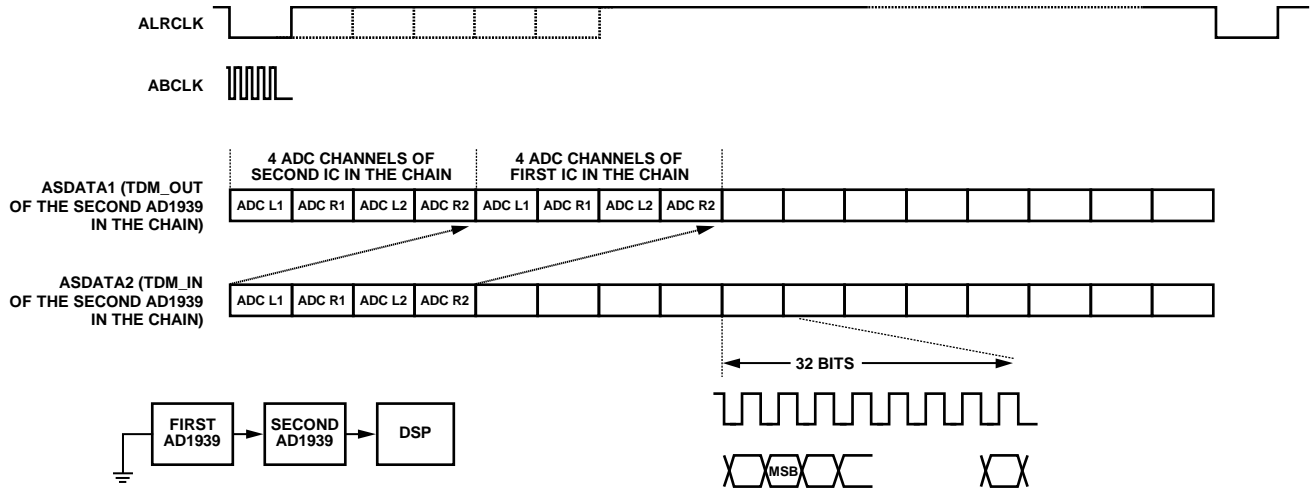 ALRCLK
ABCLK
4 ADC CHANNELS OF
SECOND IC IN THE CHAIN
4 ADC CHANNELS OF
FIRST IC IN THE CHAIN
ASDATA1 (TDM_OUT
OF THE SECOND AD1939
IN THE CHAIN)
ADC L1 ADC R1 ADC L2 ADC R2 ADC L1 ADC R1 ADC L2 ADC R2
ASDATA2 (TDM_IN
OF THE SECOND AD1939
IN THE CHAIN)
ADC L1 ADC R1 ADC L2 ADC R2
32 BITS
FIRST
AD1939
SECOND
AD1939
DSP
MSB